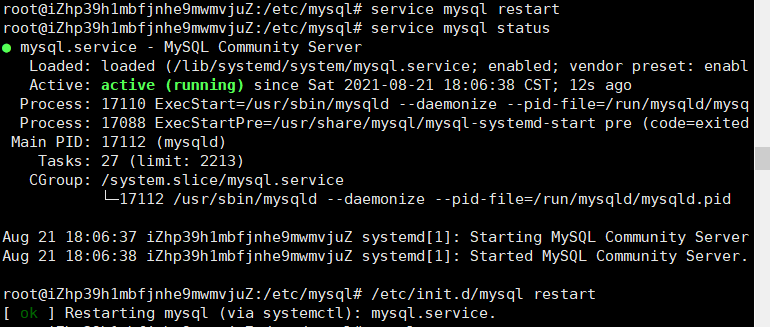 root@iZhp39h1mbfjnhe9mwmvjuZ:/etc/mysql# service mysql restart
root@iZhp39h1mbfjnhe9mwmvjuZ:/etc/mysql# service mysql status
● mysql.service - MySQL Community Server
   Loaded: loaded (/lib/systemd/system/mysql.service; enabled; vendor preset: enabl
   Active: active (running) since Sat 2021-08-21 18:06:38 CST; 12s ago
  Process: 17110 ExecStart=/usr/sbin/mysqld --daemonize --pid-file=/run/mysqld/mysq
  Process: 17088 ExecStartPre=/usr/share/mysql/mysql-systemd-start pre (code=exited
 Main PID: 17112 (mysqld)
    Tasks: 27 (limit: 2213)
   CGroup: /system.slice/mysql.service
           └─17112 /usr/sbin/mysqld --daemonize --pid-file=/run/mysqld/mysqld.pid
Aug 21 18:06:37 iZhp39h1mbfjnhe9mwmvjuZ systemd[1]: Starting MySQL Community Server
Aug 21 18:06:38 iZhp39h1mbfjnhe9mwmvjuZ systemd[1]: Started MySQL Community Server.
root@iZhp39h1mbfjnhe9mwmvjuZ:/etc/mysql# /etc/init.d/mysql restart
[ ok ] Restarting mysql (via systemctl): mysql.service.